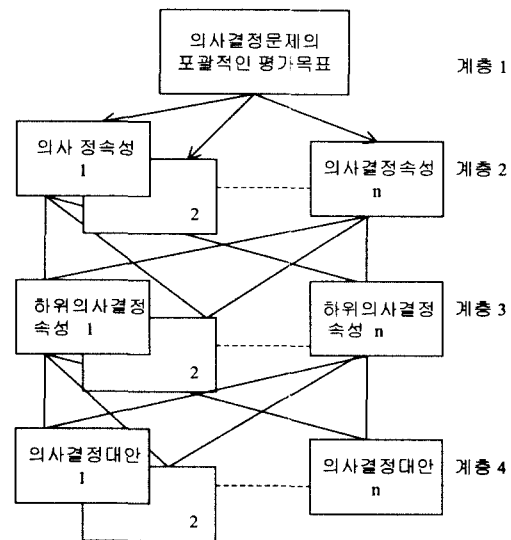 의사결정문제의
포괄적인 평가목표
계층 1
의사 정속성
1
2
의사결정속성
n
계층 2
하위의사결정
속성 1
2
하위의사결정
속성 n
계층 3
의사결정대안
1
2
의사결정대안
n
계층 4